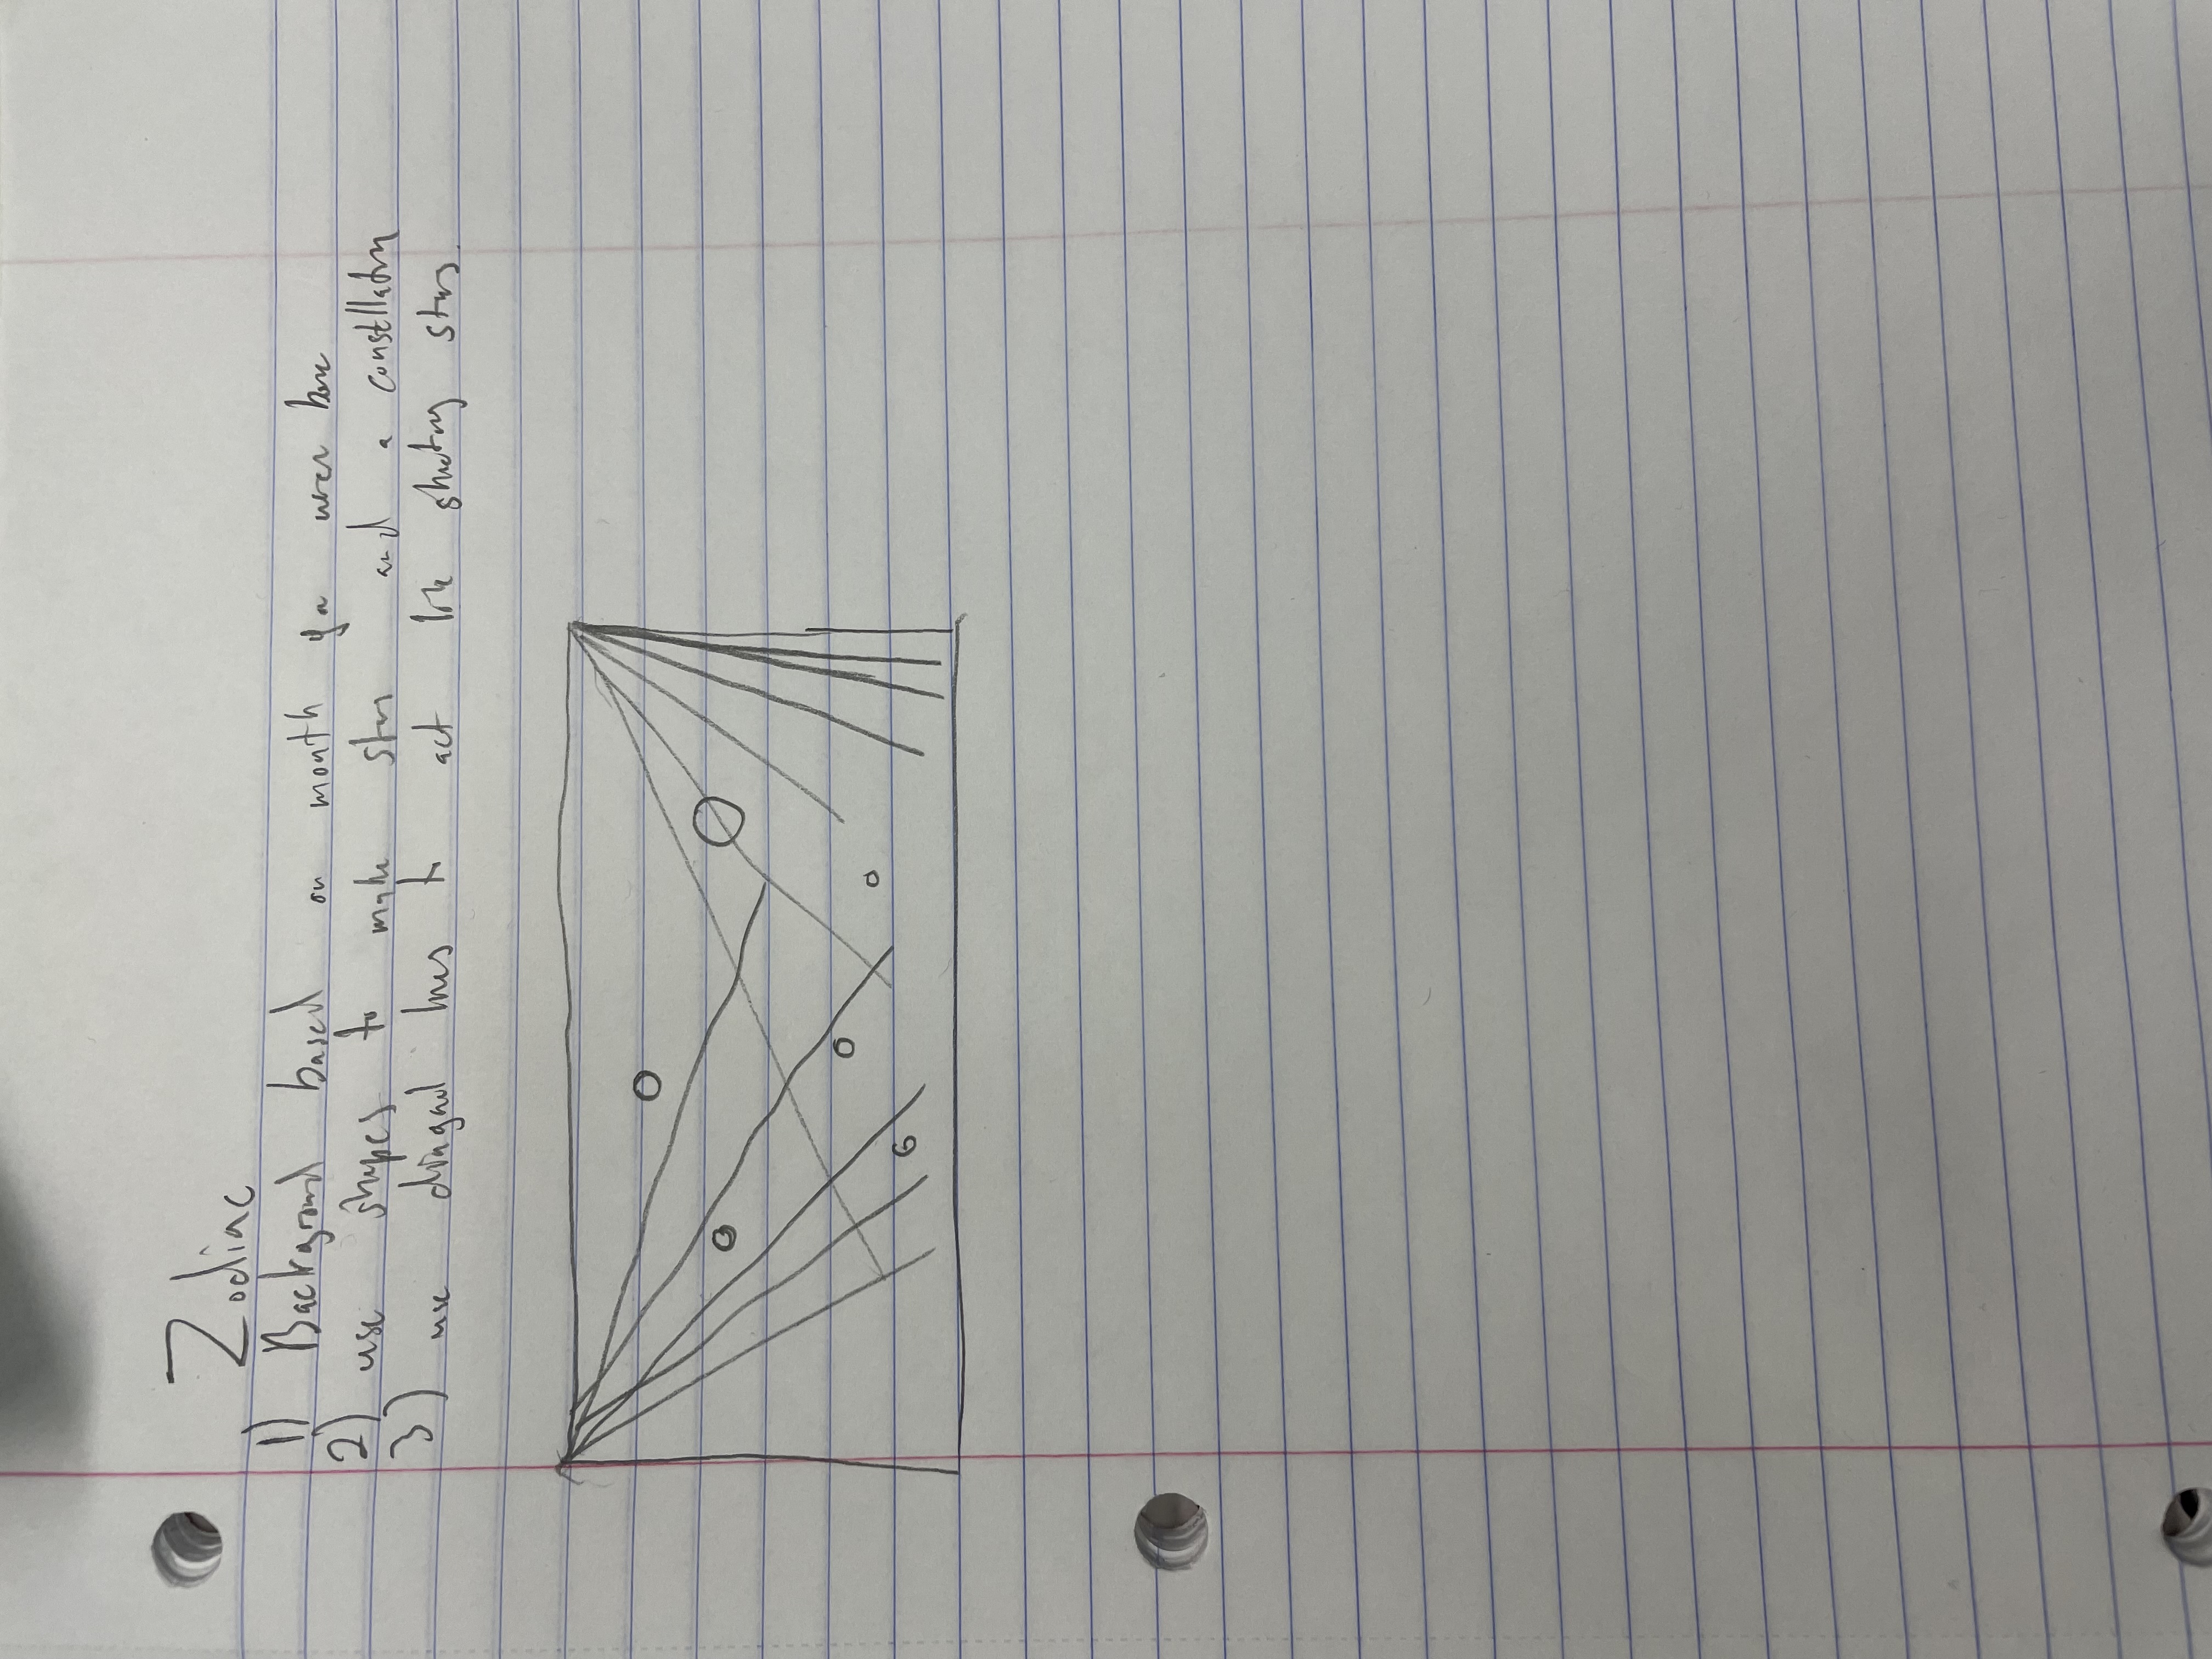 Zodiac
1) Background based on month you were born
2) use shapes to make stars and a constellation
3) use diagonal lines to act like shooting stars.